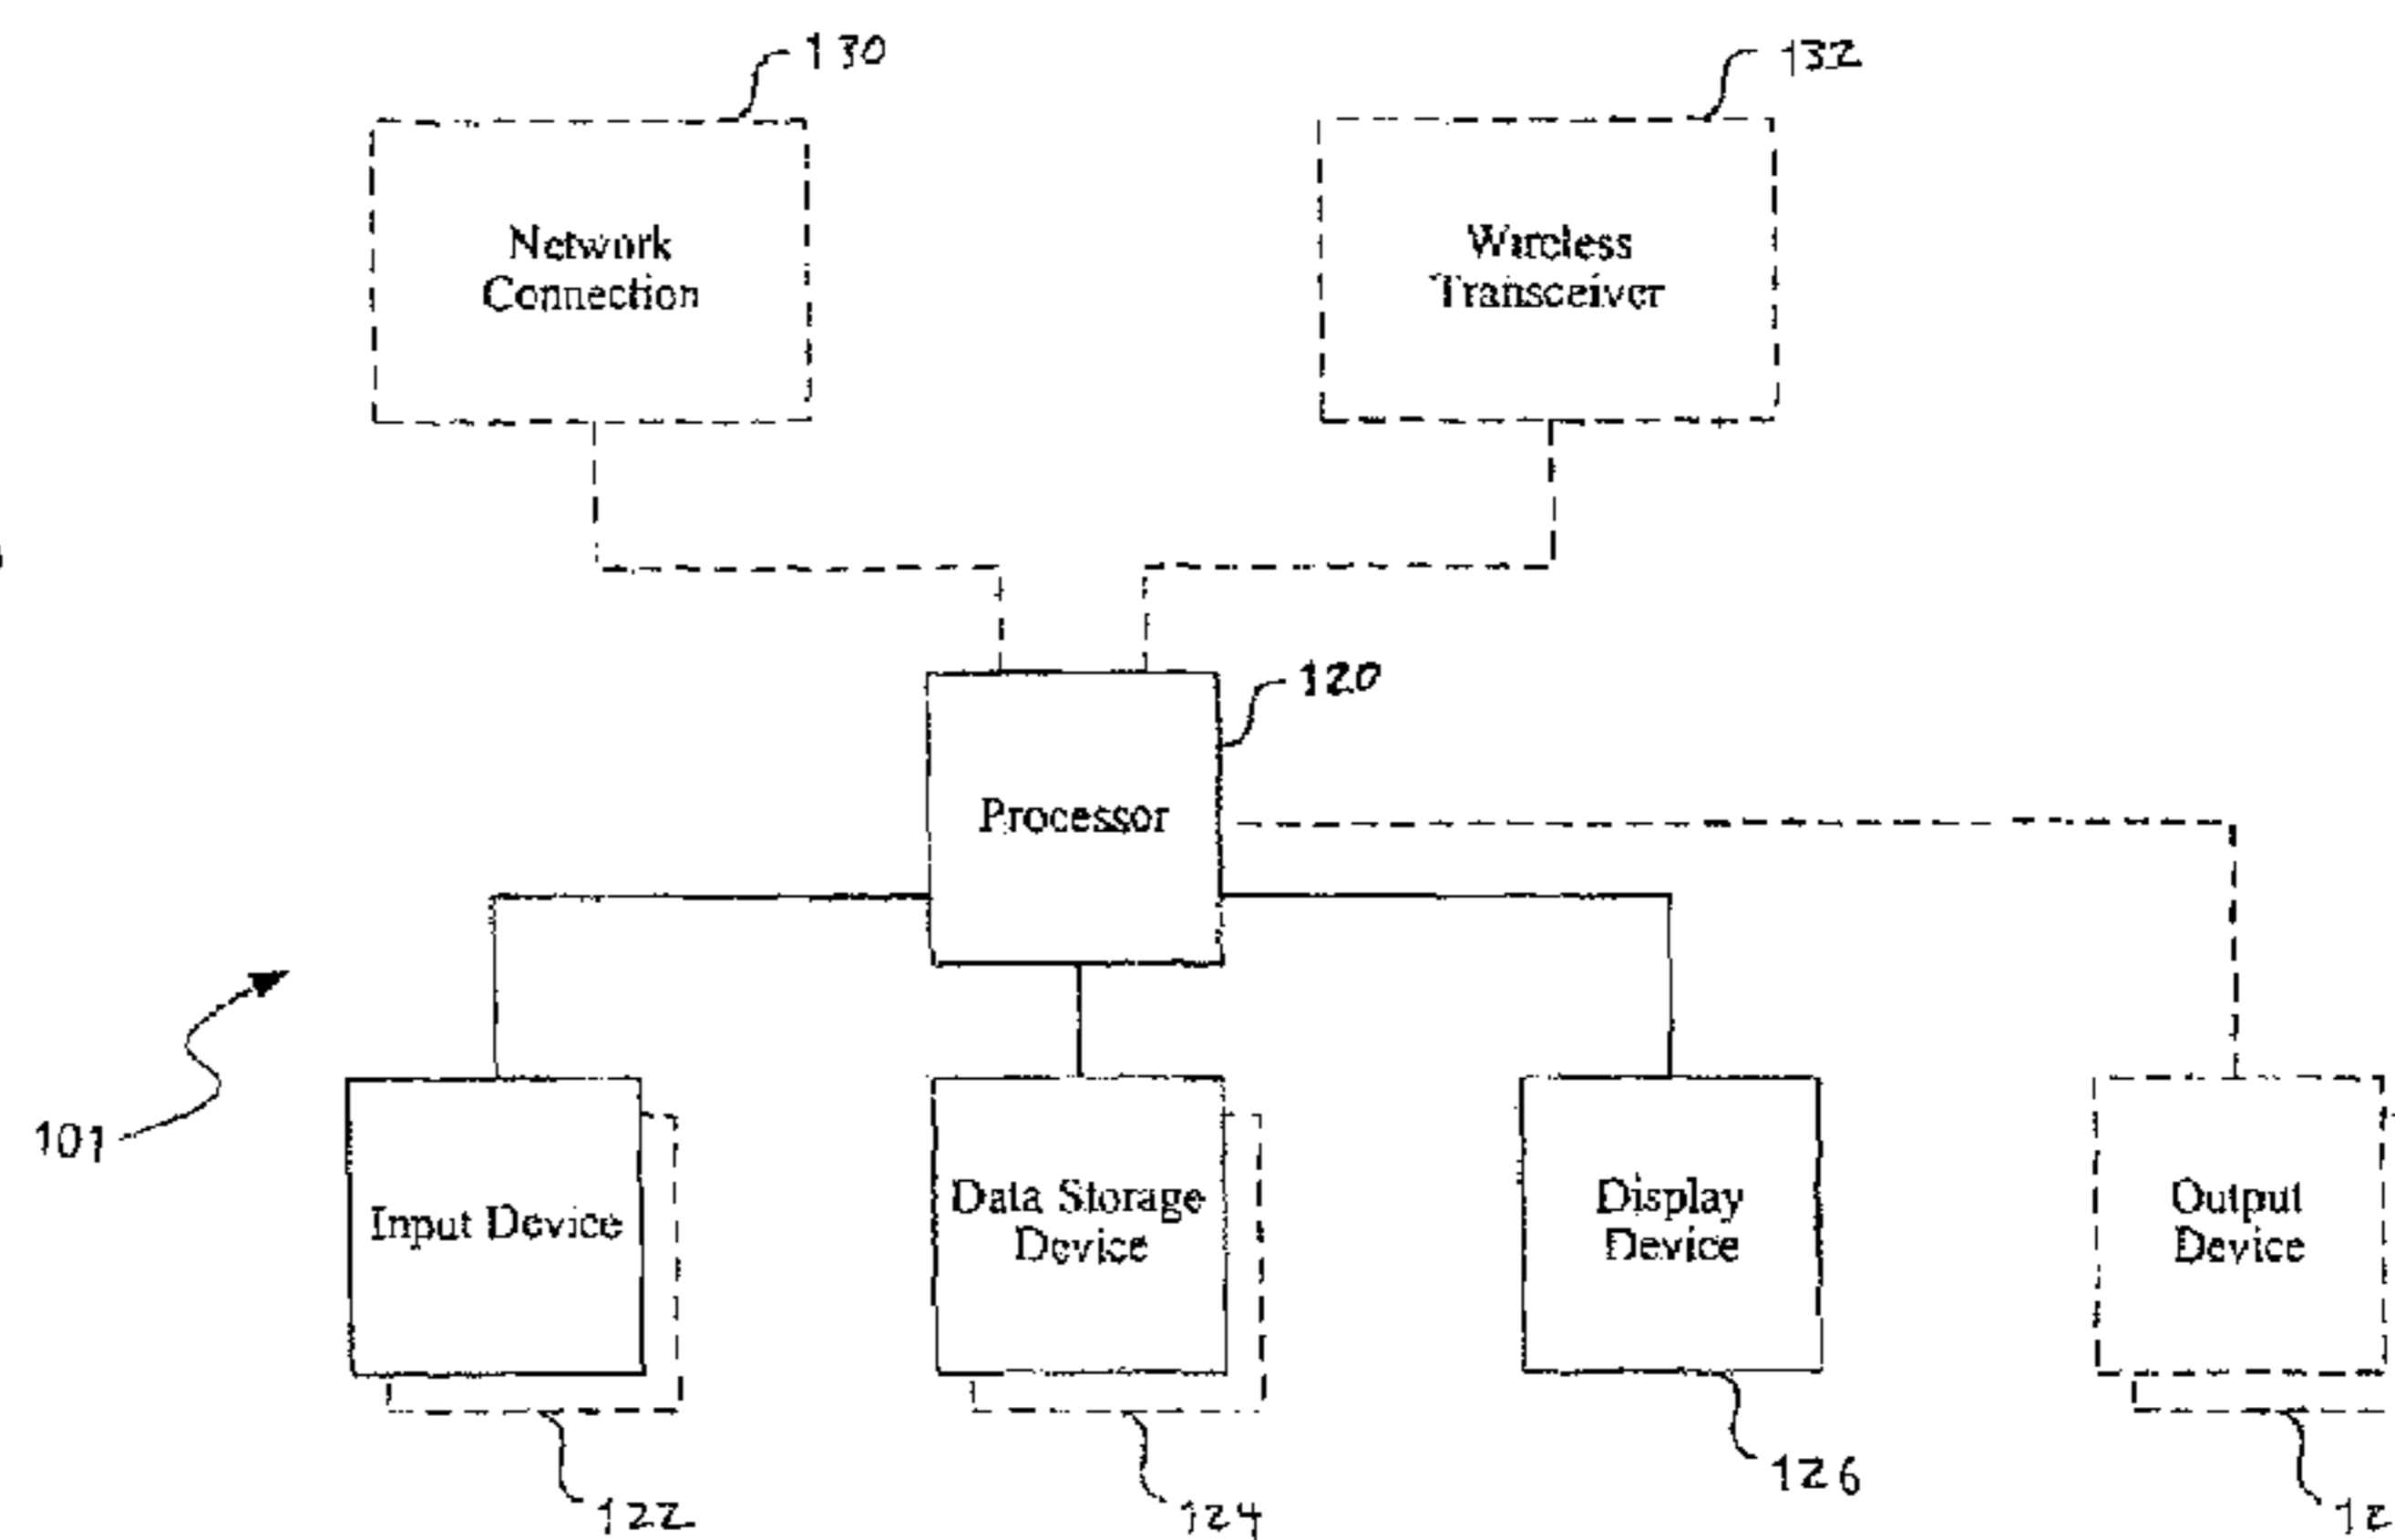 130
132
Network
Connection
Wireless
Transceiver
120
Processor
101
Input Device
Data Storage
Device
Display
Device
Output
Device
122
124
126
12